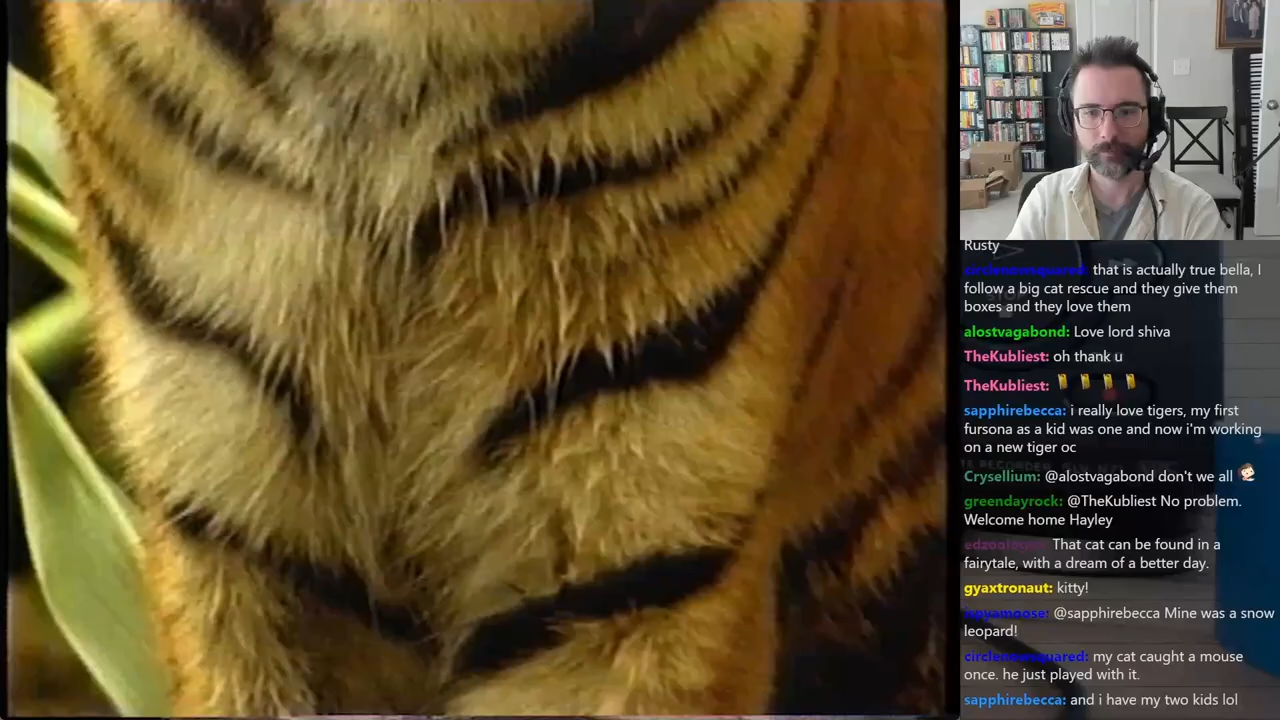 Rusty
circlenowsquared: that is actually true bella, I
follow a big cat rescue and they give them
boxes and they love them
alostvagabond: Love lord shiva
TheKubliest: oh thank u
TheKubliest:
sapphirebecca: i really love tigers, my first
fursona as a kid was one and now i'm working
on a new tiger oc
Crysellium: @alostvagabond don't we all
greendayrock: @TheKubliest No problem.
Welcome home Hayley
That cat can be found in a
fairytale, with a dream of a better day.
gyaxtronaut: kitty!
@sapphirebecca Mine was a snow
leopard!
circlenowsquared: my cat caught a mouse
once. he just played with it.
sapphirebecca: and i have my two kids lol